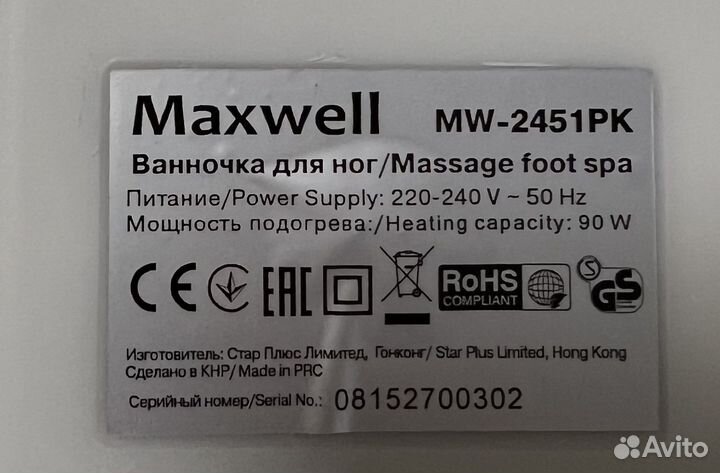 Maxwell MW-2451PK
Ванночка для ног/Massage foot spa
Питание/Power Supply: 220-240 V ~ 50 Hz
Мощность подогрева:/Heating capacity: 90 W
CE EAC RoHS COMPLIANT S GS
Изготовитель: Стар Плюс Лимитед, Гонконг/ Star Plus Limited, Hong Kong
Сделано в КНР/ Made in PRC
Серийный номер/Serial No.: 08152700302
Avito